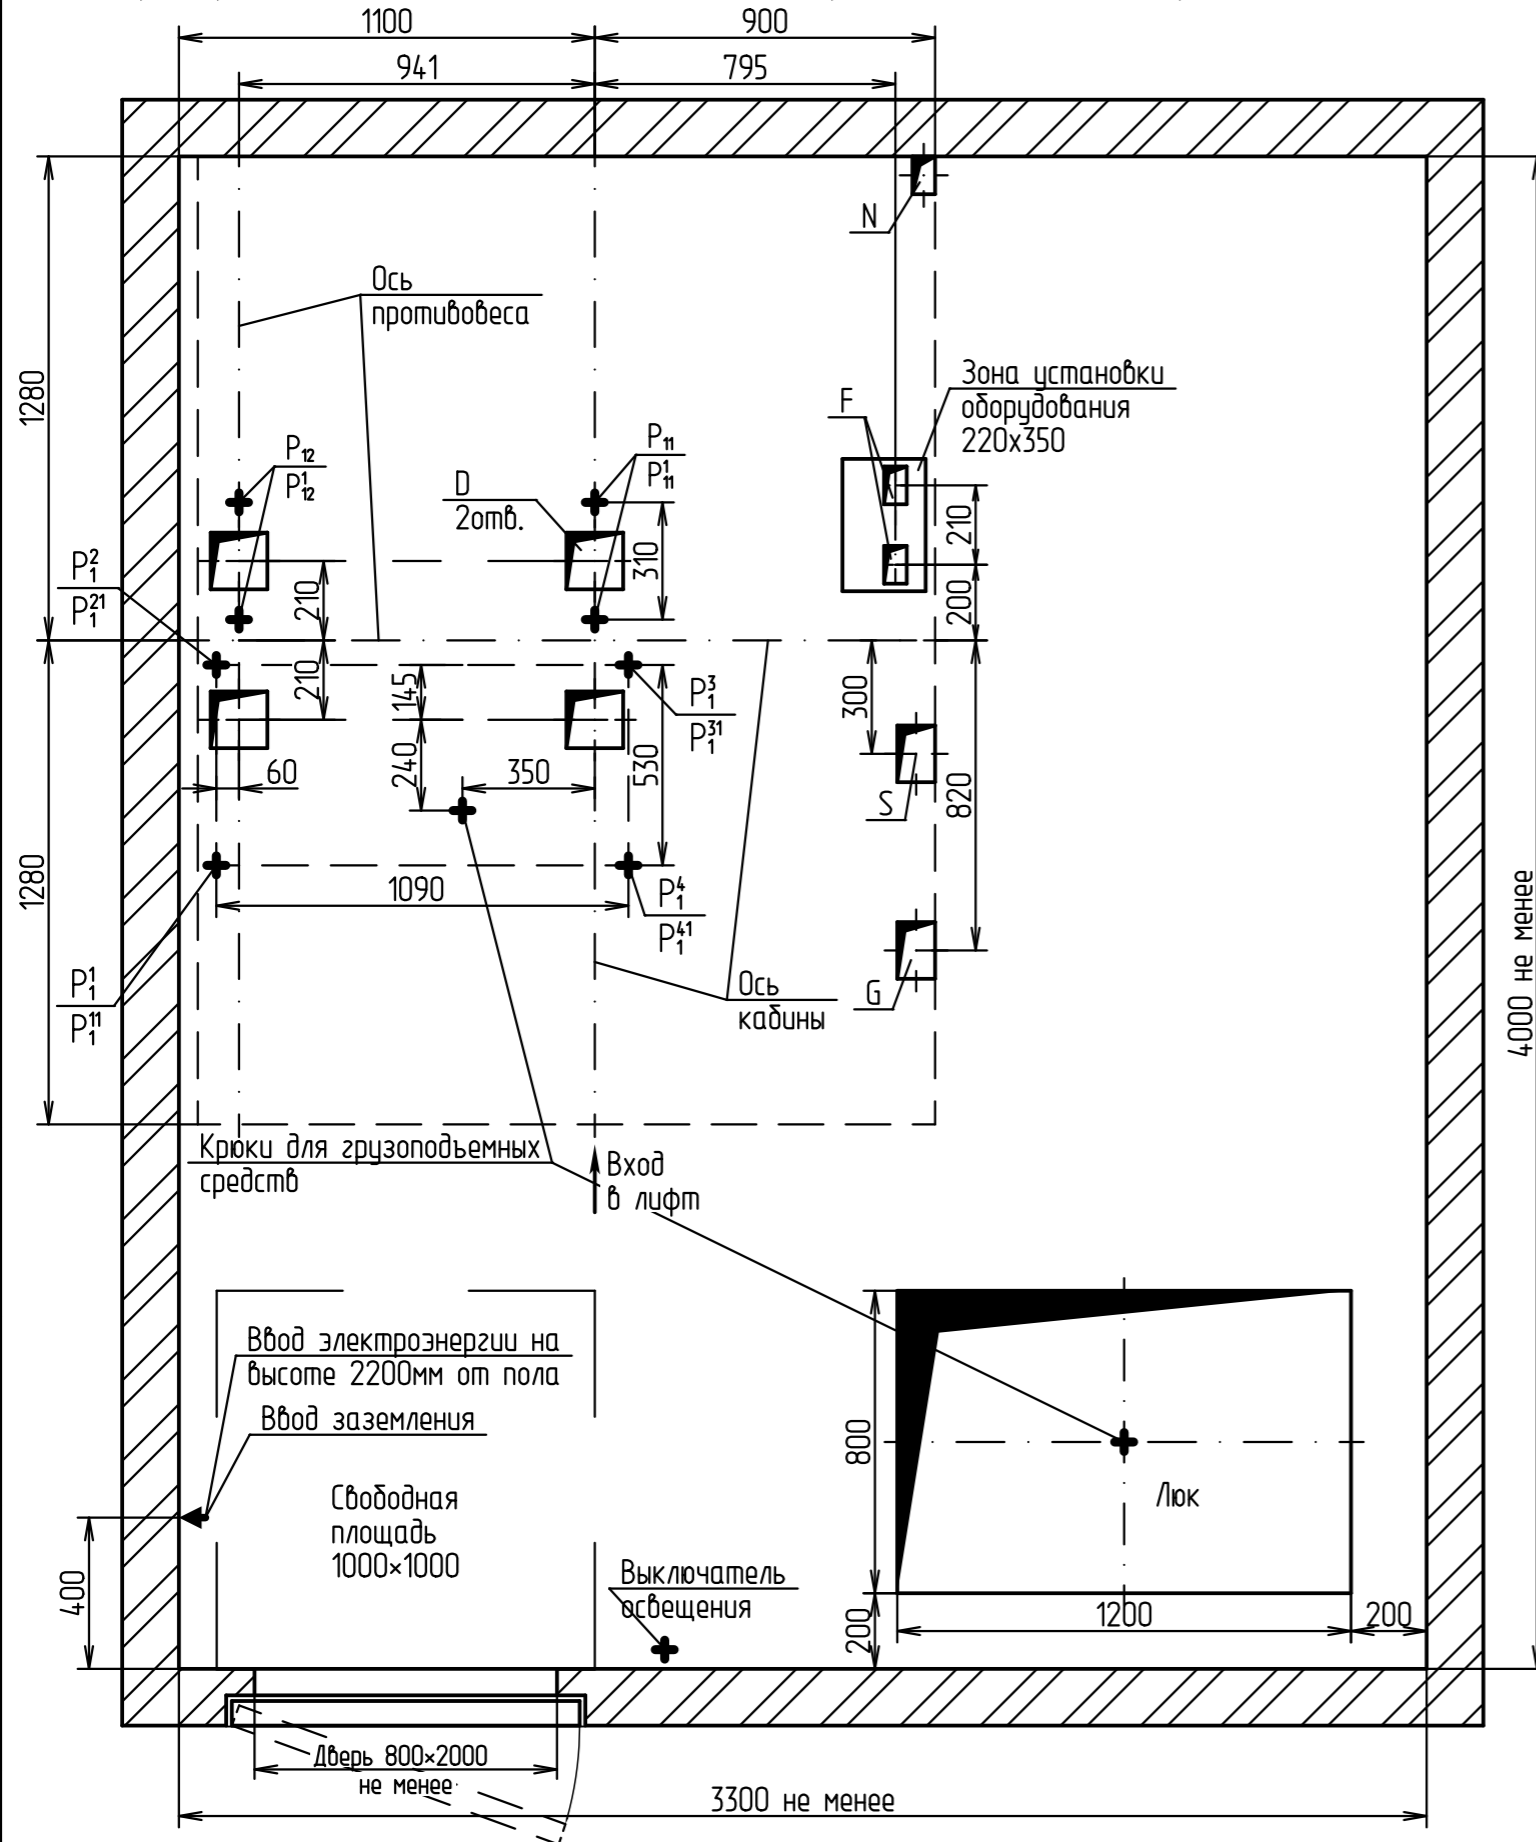 1100
900
941
795
N
Ось
противовеса
1280
Зона установки
оборудования
220х350
F
P₁₂
P¹₁₂
P₁₁
P¹₁₁
D
2отв.
310
210
200
P²₁
P²¹₁
210
210
145
240
300
P³₁
P³¹₁
530
60
350
820
S
1280
1090
P⁴₁
P⁴¹₁
P¹₁
P¹¹₁
Ось
кабины
G
4000 не менее
Крюки для грузоподъемных
средств
Вход
в лифт
Ввод электроэнергии на
высоте 2200мм от пола
Ввод заземления
800
Свободная
площадь
1000×1000
Люк
400
Выключатель
освещения
200
1200
200
Дверь 800×2000
не менее
3300 не менее